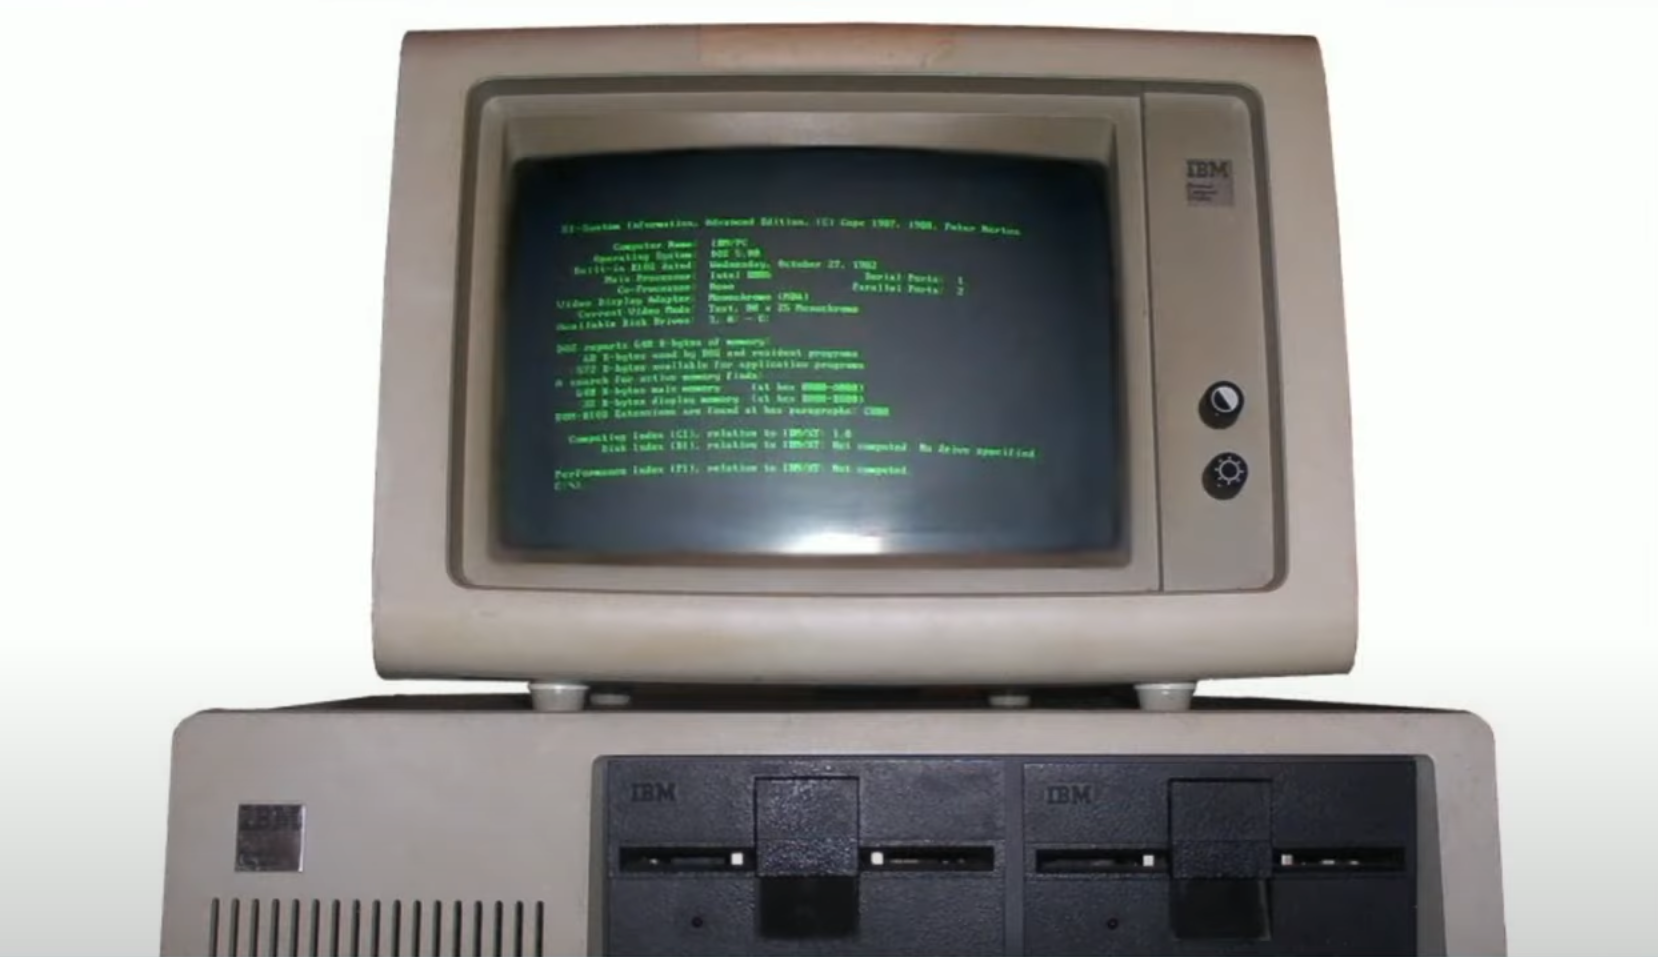 SI-System Information, Advanced Edition, (C) Copr 1987, 1988, Peter Norton
Computer Name: IBM/PC
Operating System: DOS 5.00
Built-in BIOS dated: Wednesday, October 27, 1982
Main Processor: Intel 8088 Serial Ports: 1
Co-Processor: None Parallel Ports: 2
Video Display Adapter: Monochrome (MDA)
Current Video Mode: Text, 80 x 25 Monochrome
Available Disk Drives: 3, A: - C:
DOS reports 640 K-bytes of memory:
K-bytes used by DOS and resident programs
K-bytes available for application programs
A search for active memory finds:
640 K-bytes main memory (at hex
32 K-bytes display memory (at hex
ROM-BIOS Extensions are found at hex paragraphs: C800
Computing Index (CI), relative to IBM/XT: 1.0
Disk Index (DI), relative to IBM/XT: Not computed. No drive specified.
Performance Index (PI), relative to IBM/XT: Not computed.
C:\>
IBM
Personal
Computer
IBM
IBM
IBM